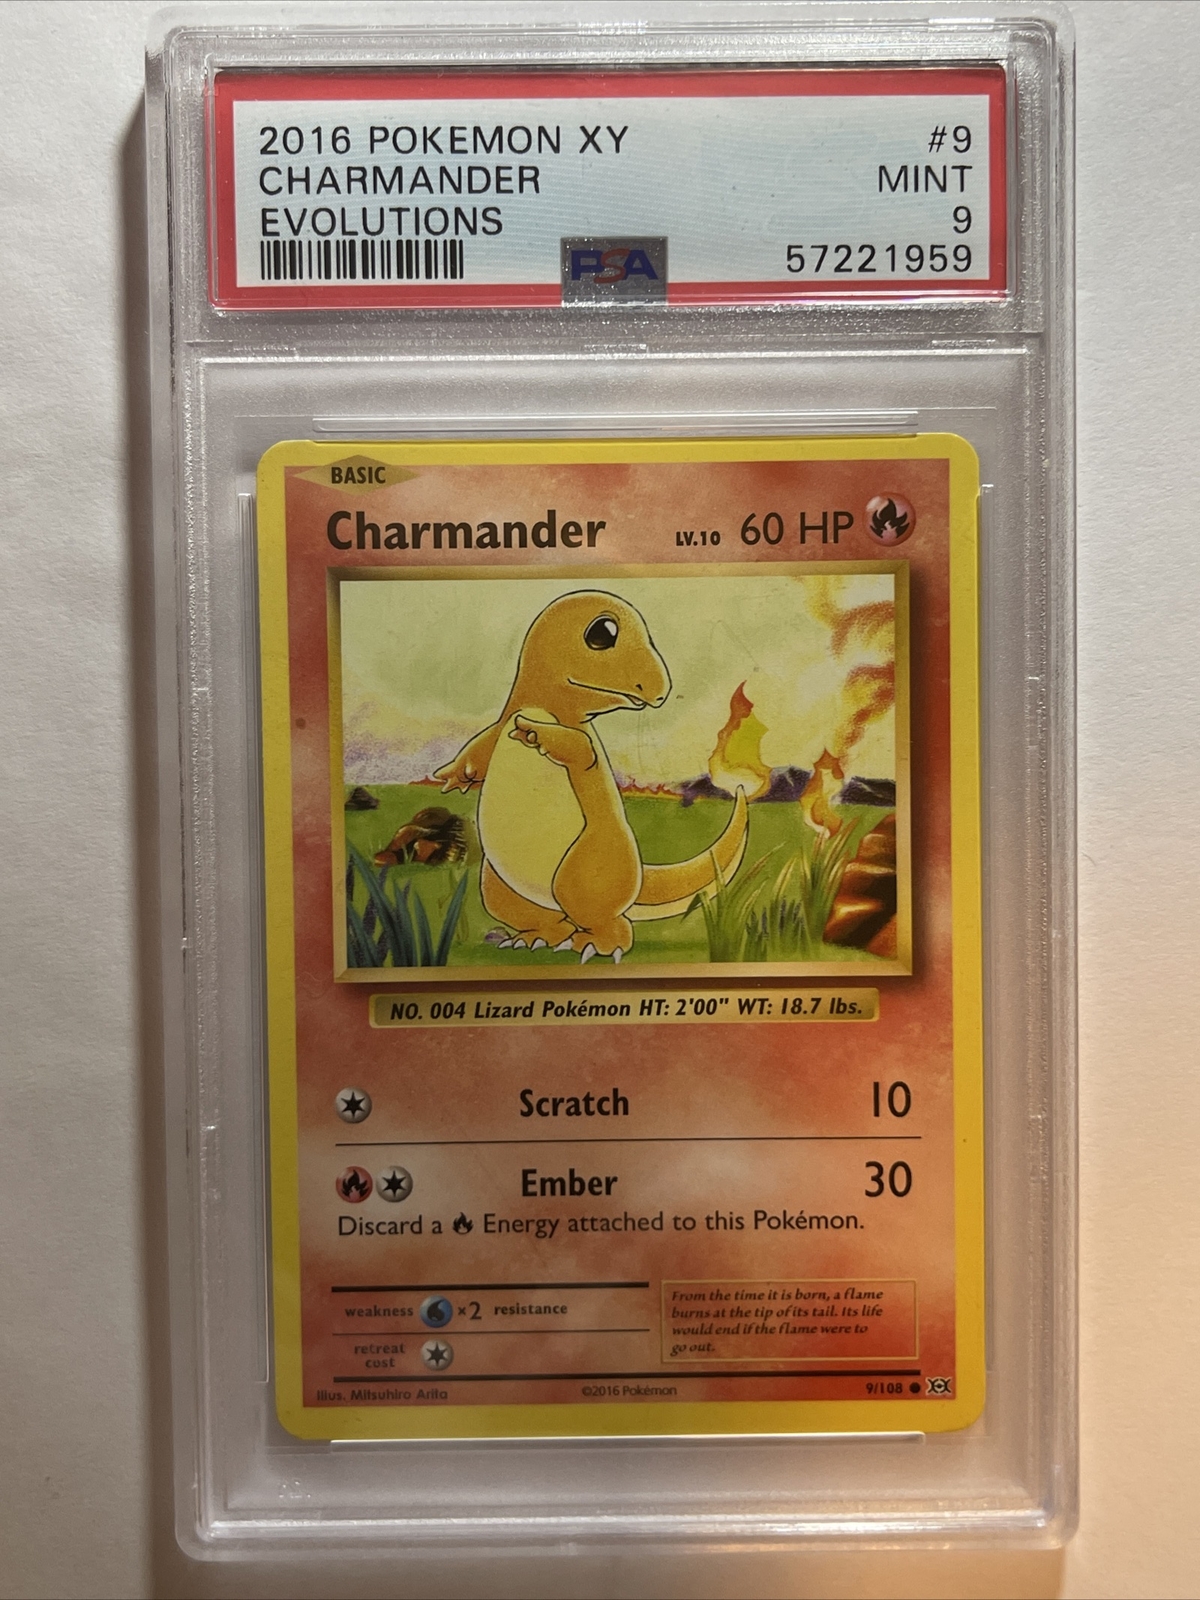 2016 POKEMON XY #9
CHARMANDER MINT
EVOLUTIONS 9
PSA 57221959
BASIC
Charmander LV.10 60 HP
NO. 004 Lizard Pokémon HT: 2'00" WT: 18.7 lbs.
Scratch 10
Ember 30
Discard a Energy attached to this Pokémon.
weakness ×2 resistance
retreat
cost
From the time it is born, a flame
burns at the tip of its tail. Its life
would end if the flame were to
go out.
Illus. Mitsuhiro Arita ©2016 Pokémon 9/108